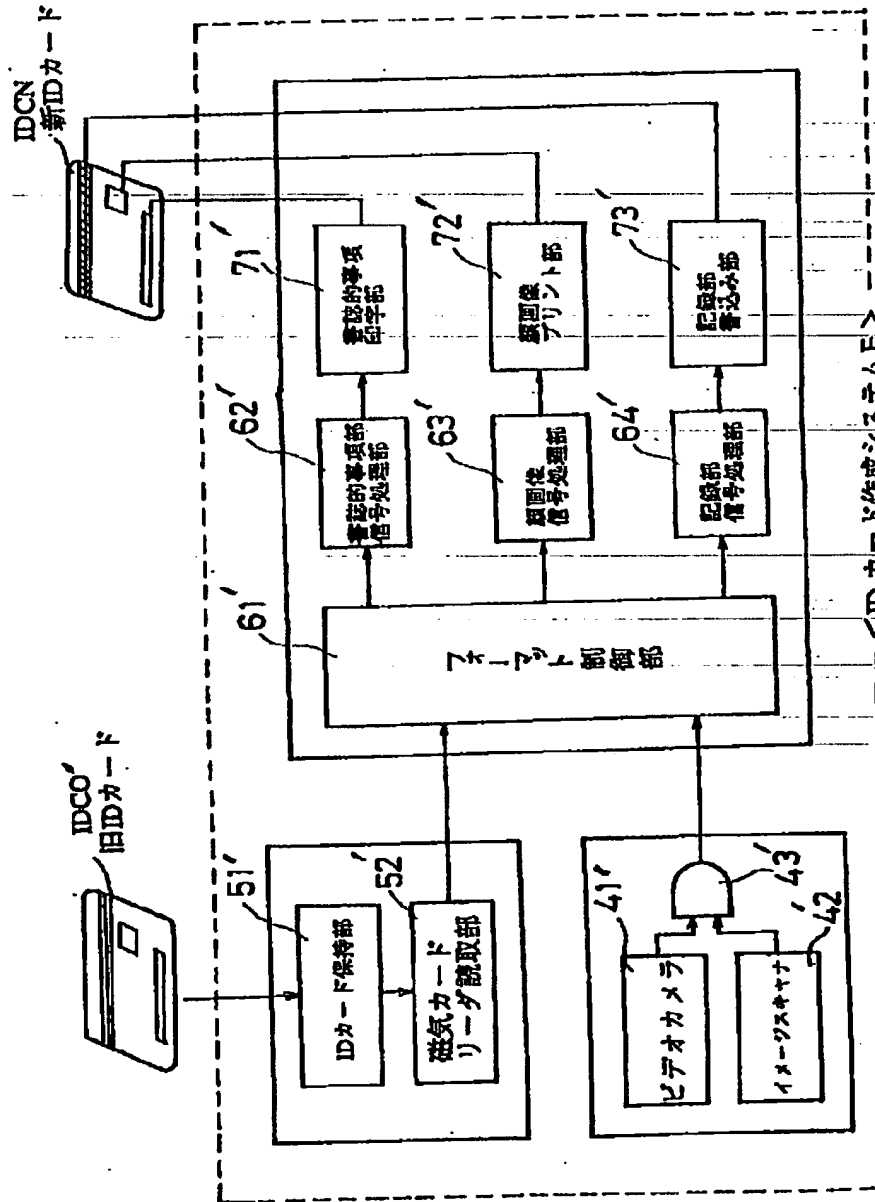 IDCO'
旧IDカード
IDCN
新IDカード
51'
IDカード保持部
52'
磁気カード
リーダ読取部
41'
ビデオカメラ
イメージスキャナ
42'
43'
61'
フォーマット制御部
62'
書誌的事項部
信号処理部
63'
顔画像
信号処理部
64'
記録部
信号処理部
71'
書誌的事項
印字部
72'
顔画像
プリント部
73'
記録部
書込み部